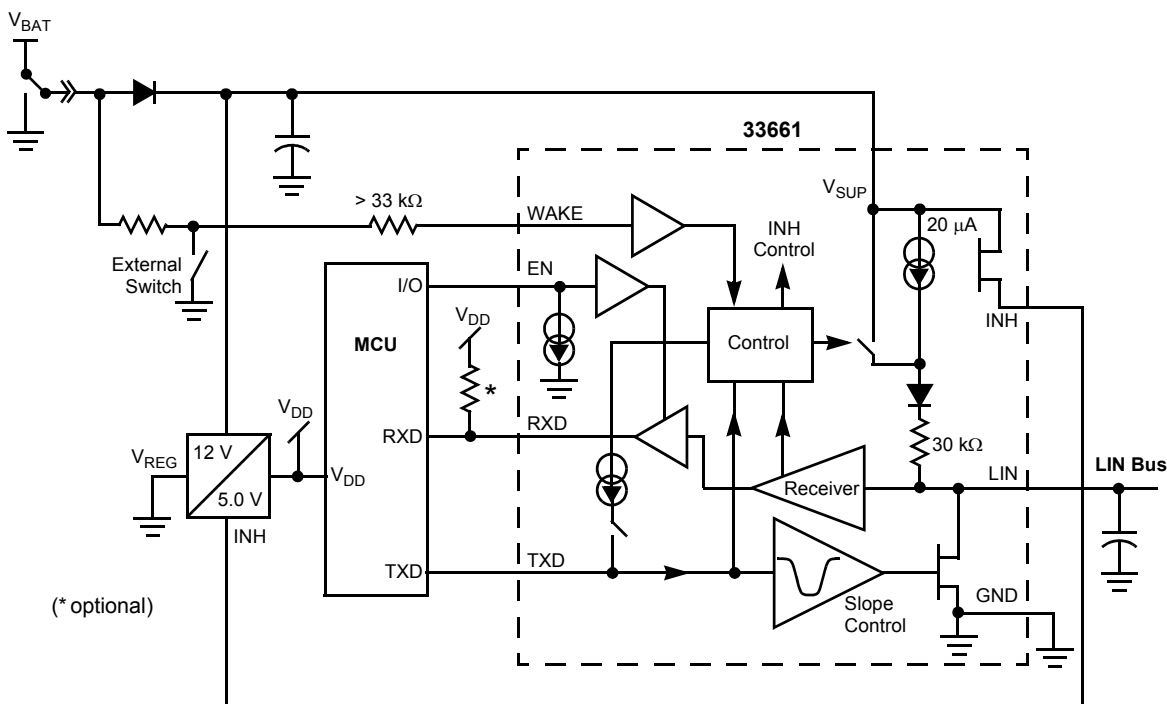 VBAT
33661
VSUP
> 33 kΩ
WAKE
20 μA
INH
Control
External
Switch
EN
I/O
VDD
INH
MCU
Control
*
VDD
RXD
RXD
30 kΩ
VREG
12 V
5.0 V
VDD
LIN
LIN Bus
Receiver
INH
TXD
TXD
(* optional)
Slope
Control
GND